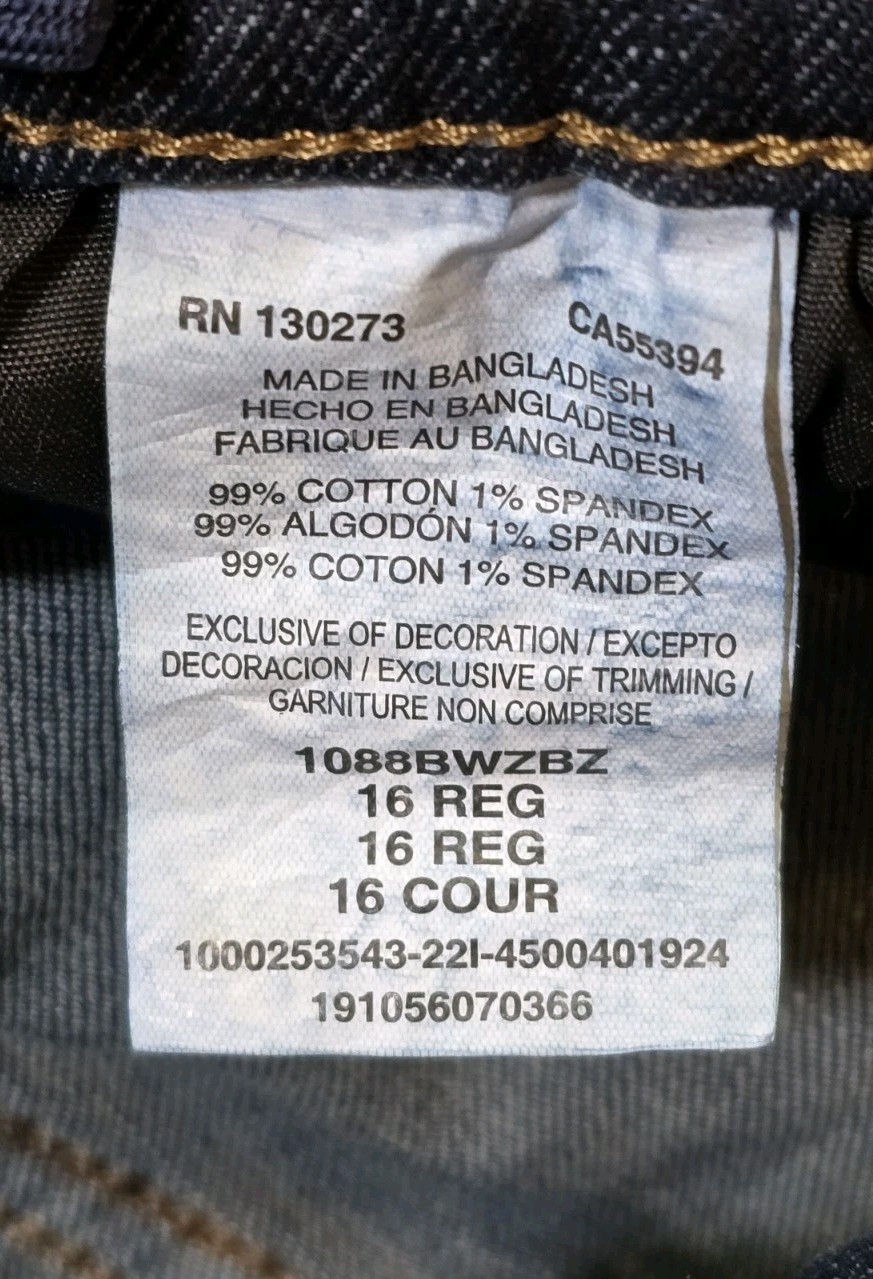 RN 130273 CA55394
MADE IN BANGLADESH
HECHO EN BANGLADESH
FABRIQUE AU BANGLADESH
99% COTTON 1% SPANDEX
99% ALGODÓN 1% SPANDEX
99% COTON 1% SPANDEX
EXCLUSIVE OF DECORATION / EXCEPTO
DECORACION / EXCLUSIVE OF TRIMMING /
GARNITURE NON COMPRISE
1088BWZBZ
16 REG
16 REG
16 COUR
1000253543-22I-4500401924
191056070366